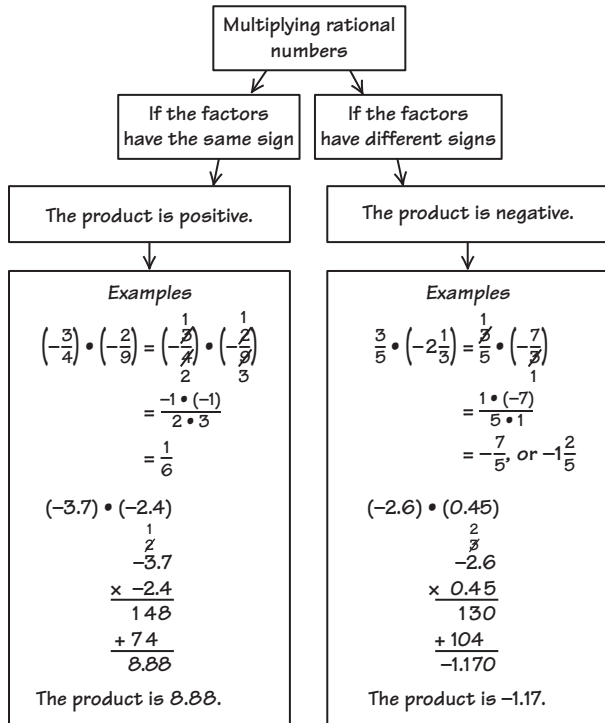 Multiplying rational
numbers
If the factors
have the same sign
If the factors
have different signs
The product is positive.
The product is negative.
Examples
(−3/4) • (−2/9) = (−3/4) • (−2/9)
1 1
2 3
= −1 • (−1)/2 • 3
= 1/6
(−3.7) • (−2.4)
1
2
−3.7
× −2.4
148
+ 74
8.88
The product is 8.88.
Examples
3/5 • (−2 1/3) = 3/5 • (−7/3)
1
1
= 1 • (−7)/5 • 1
= −7/5, or −1 2/5
(−2.6) • (0.45)
2
3
−2.6
× 0.45
130
+ 104
−1.170
The product is −1.17.